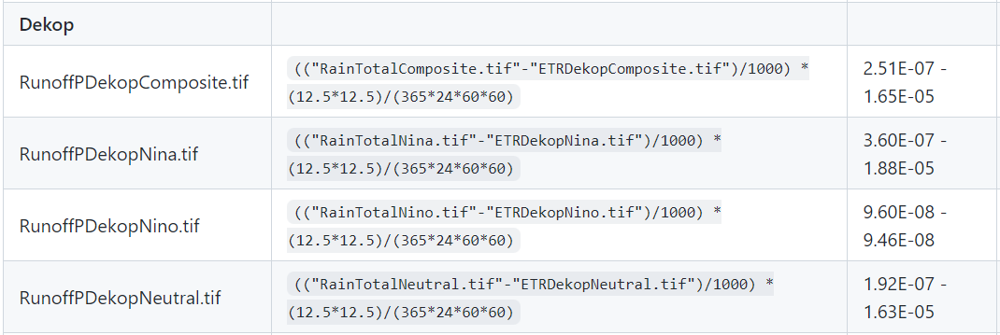 Dekop
RunoffPDekopComposite.tif
(("RainTotalComposite.tif"-"ETRDekopComposite.tif")/1000) *
(12.5*12.5)/(365*24*60*60)
2.51E-07 -
1.65E-05
RunoffPDekopNina.tif
(("RainTotalNina.tif"-"ETRDekopNina.tif")/1000) *
(12.5*12.5)/(365*24*60*60)
3.60E-07 -
1.88E-05
RunoffPDekopNino.tif
(("RainTotalNino.tif"-"ETRDekopNino.tif")/1000) *
(12.5*12.5)/(365*24*60*60)
9.60E-08 -
9.46E-08
RunoffPDekopNeutral.tif
(("RainTotalNeutral.tif"-"ETRDekopNeutral.tif")/1000) *
(12.5*12.5)/(365*24*60*60)
1.92E-07 -
1.63E-05